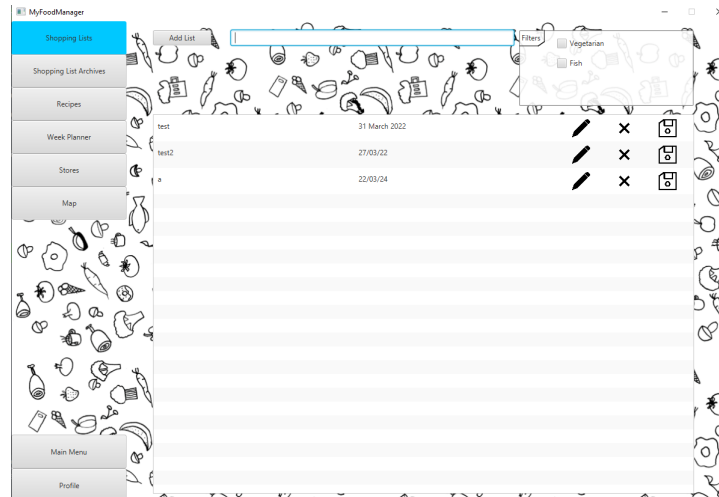 MyFoodManager
Shopping Lists
Shopping List Archives
Recipes
Week Planner
Stores
Map
Main Menu
Profile
Add List
Filters
Vegetarian
Fish
test 31 March 2022
test2 27/03/22
a 22/03/24